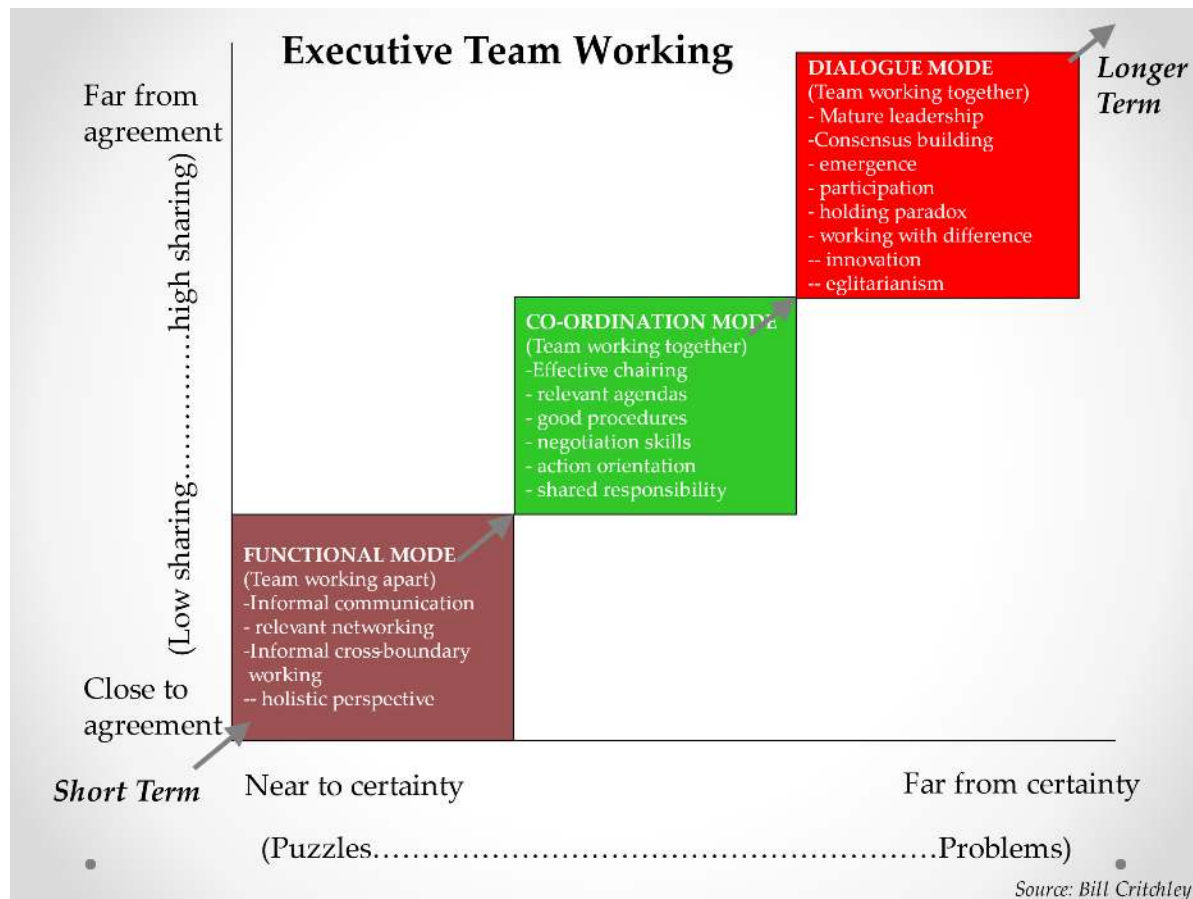 Executive Team Working
Far from
agreement
(Low sharing............high sharing)
Close to
agreement
Short Term
FUNCTIONAL MODE
(Team working apart)
-Informal communication
- relevant networking
-Informal cross-boundary
working
-- holistic perspective
CO-ORDINATION MODE
(Team working together)
-Effective chairing
- relevant agendas
- good procedures
- negotiation skills
- action orientation
- shared responsibility
DIALOGUE MODE
(Team working together)
- Mature leadership
-Consensus building
- emergence
- participation
- holding paradox
- working with difference
-- innovation
-- eglitarianism
Longer
Term
Near to certainty
Far from certainty
(Puzzles......................................................Problems)
Source: Bill Critchley